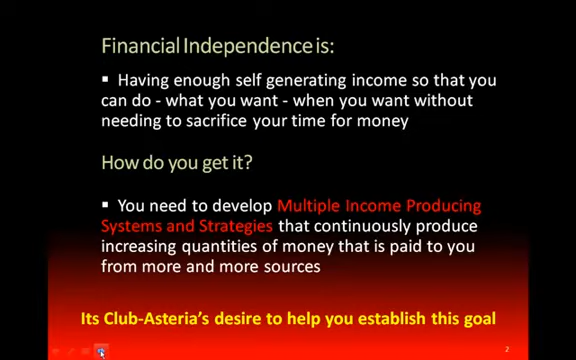 Financial Independence is:
▪ Having enough self generating income so that you
can do - what you want - when you want without
needing to sacrifice your time for money
How do you get it?
▪ You need to develop Multiple Income Producing
Systems and Strategies that continuously produce
increasing quantities of money that is paid to you
from more and more sources
Its Club-Asteria's desire to help you establish this goal
2